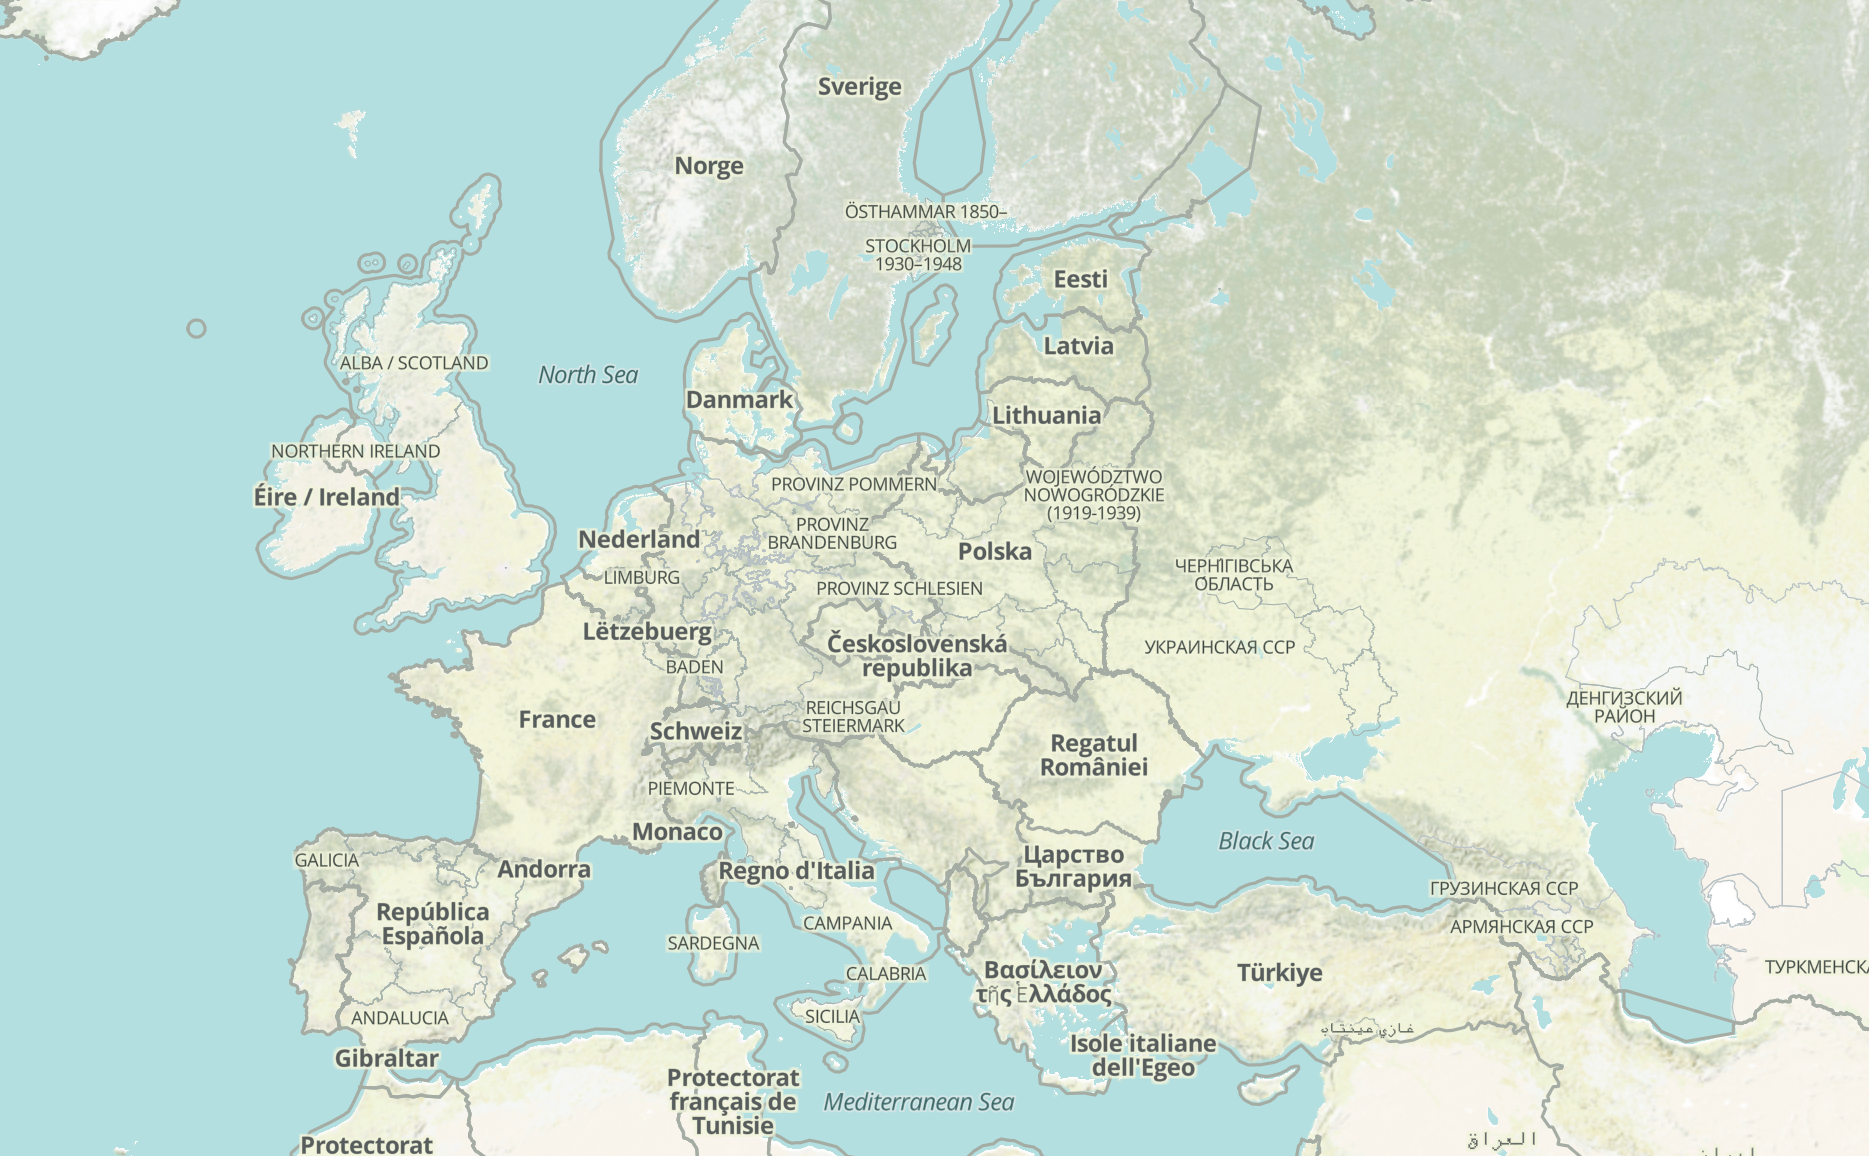 Sverige
Norge
ÖSTHAMMAR 1850–
STOCKHOLM
1930–1948
Eesti
Latvia
ALBA / SCOTLAND
North Sea
Danmark
Lithuania
NORTHERN IRELAND
PROVINZ POMMERN
WOJEWÓDZTWO
NOWOGRÓDZKIE
(1919-1939)
Éire / Ireland
PROVINZ
BRANDENBURG
Nederland
Polska
LIMBURG
PROVINZ SCHLESIEN
ЧЕРНІГІВСЬКА
ОБЛАСТЬ
Lëtzebuerg
Československá
republika
УКРАИНСКАЯ ССР
BADEN
ДЕНГИЗСКИЙ
РАЙОН
REICHSGAU
STEIERMARK
France
Schweiz
Regatul
României
PIEMONTE
Monaco
Black Sea
GALICIA
Andorra
Regno d'Italia
Царство
България
ГРУЗИНСКАЯ ССР
República
Española
CAMPANIA
АРМЯНСКАЯ ССР
SARDEGNA
CALABRIA
Βασίλειον
τῆς Ἑλλάδος
Türkiye
ТУРКМЕНСКА
ANDALUCIA
SICILIA
غازي عينتاب
Gibraltar
Isole italiane
dell'Egeo
Protectorat
français de
Tunisie
Mediterranean Sea
Protectorat
العراق